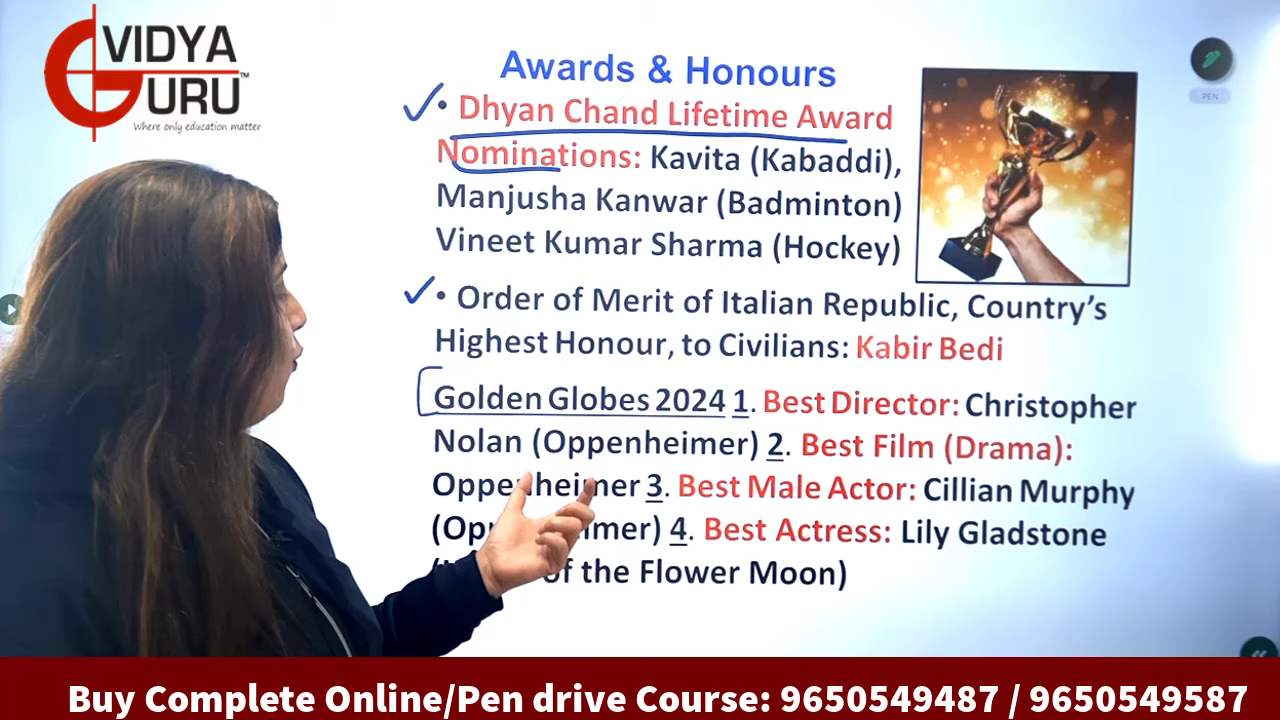 VIDYA
GURU™
Where only education matter
Awards & Honours
PEN
• Dhyan Chand Lifetime Award
Nominations: Kavita (Kabaddi),
Manjusha Kanwar (Badminton)
Vineet Kumar Sharma (Hockey)
• Order of Merit of Italian Republic, Country's
Highest Honour, to Civilians: Kabir Bedi
Golden Globes 2024 1. Best Director: Christopher
Nolan (Oppenheimer) 2. Best Film (Drama):
Oppenheimer 3. Best Male Actor: Cillian Murphy
4. Best Actress: Lily Gladstone
of the Flower Moon)
Buy Complete Online/Pen drive Course: 9650549487 / 9650549587